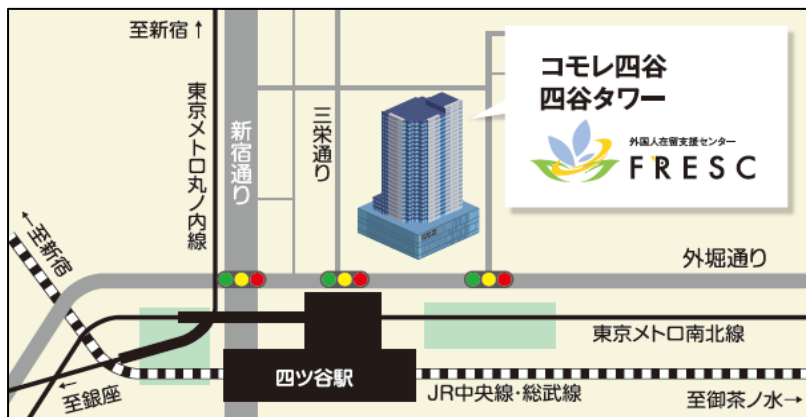 至新宿↑
東京メトロ丸ノ内線
新宿通り
三栄通り
コモレ四谷
四谷タワー
外国人在留支援センター
FRESC
←至新宿
外堀通り
東京メトロ南北線
四ツ谷駅
←至銀座
JR中央線・総武線
至御茶ノ水→